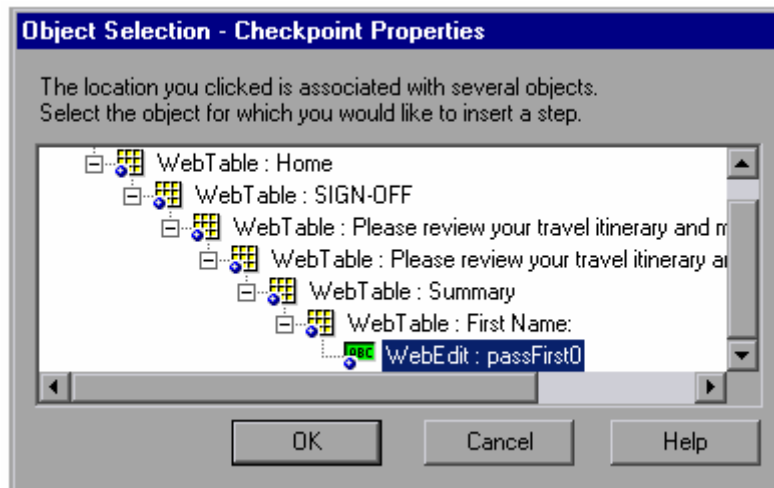 Object Selection - Checkpoint Properties
The location you clicked is associated with several objects.
Select the object for which you would like to insert a step.
WebTable : Home
WebTable : SIGN-OFF
WebTable : Please review your travel itinerary and m
WebTable : Please review your travel itinerary ar
WebTable : Summary
WebTable : First Name:
ABC WebEdit : passFirst0
OK Cancel Help